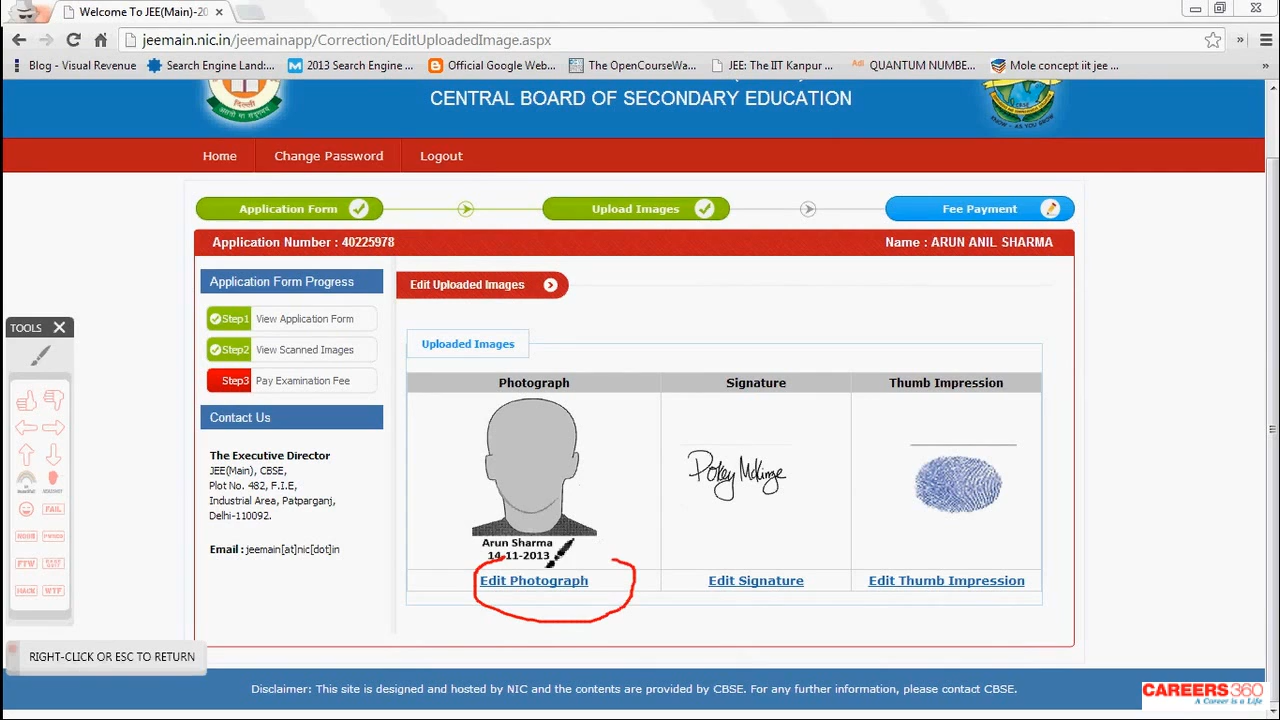 Welcome To JEE(Main)-20
jeemain.nic.in/jeemainapp/Correction/EditUploadedImage.aspx
Blog - Visual Revenue
Search Engine Land:...
2013 Search Engine ...
Official Google Web...
The OpenCourseWa...
JEE: The IIT Kanpur ...
QUANTUM NUMBE...
Mole concept iit jee ...
CENTRAL BOARD OF SECONDARY EDUCATION
Home
Change Password
Logout
Application Form
Upload Images
Fee Payment
Application Number : 40225978
Name : ARUN ANIL SHARMA
Application Form Progress
Step1 View Application Form
Step2 View Scanned Images
Step3 Pay Examination Fee
Contact Us
The Executive Director
JEE(Main), CBSE,
Plot No. 482, F.I.E,
Industrial Area, Patparganj,
Delhi-110092.
Email : jeemain[at]nic[dot]in
Edit Uploaded Images
Uploaded Images
Photograph
Signature
Thumb Impression
Arun Sharma
14-11-2013
Edit Photograph
Edit Signature
Edit Thumb Impression
TOOLS
FAIL
FTW
WTF
RIGHT-CLICK OR ESC TO RETURN
Disclaimer: This site is designed and hosted by NIC and the contents are provided by CBSE. For any further information, please contact CBSE.
CAREERS360
A Career is a Life